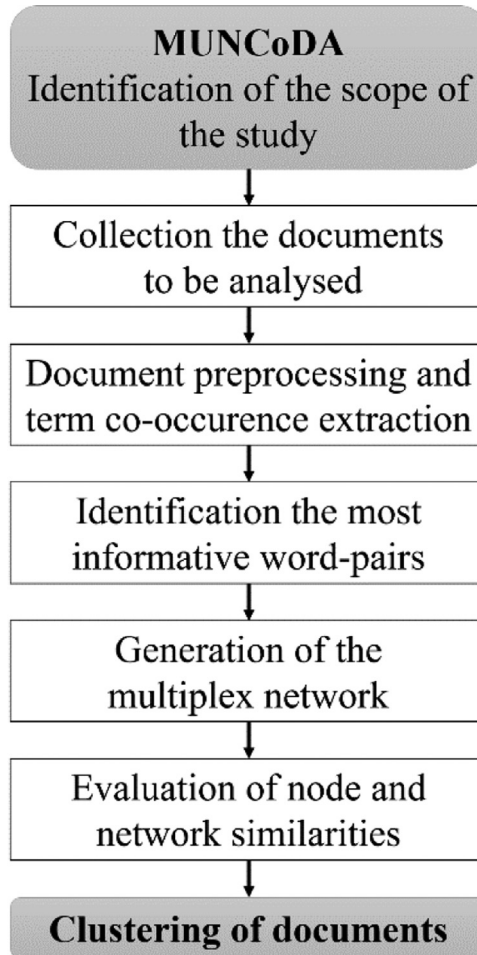 MUNCoDA
Identification of the scope of
the study
Collection the documents
to be analysed
Document preprocessing and
term co-occurence extraction
Identification the most
informative word-pairs
Generation of the
multiplex network
Evaluation of node and
network similarities
Clustering of documents